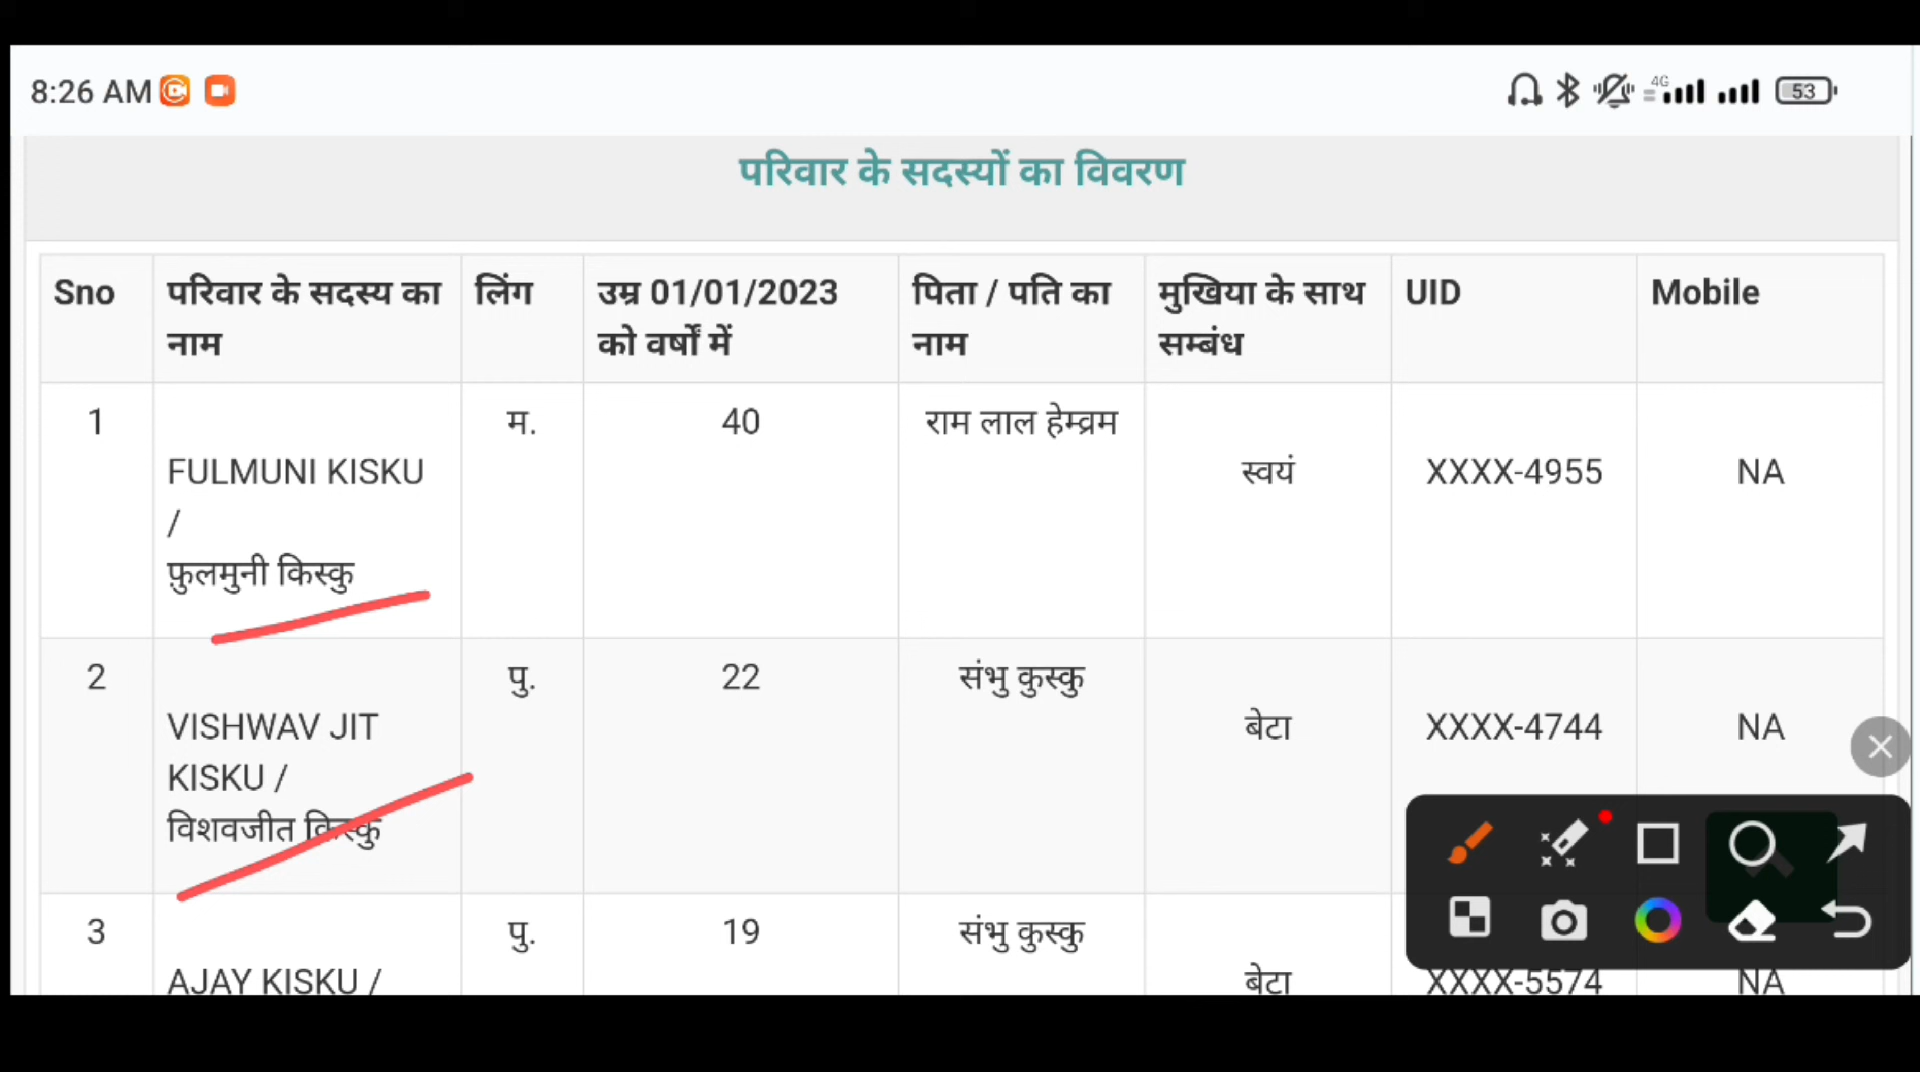 8:26 AM 4G 53
परिवार के सदस्यों का विवरण
Sno परिवार के सदस्य का नाम लिंग उम्र 01/01/2023 को वर्षों में पिता / पति का नाम मुखिया के साथ सम्बंध UID Mobile
1 FULMUNI KISKU / फ़ुलमुनी किस्कु म. 40 राम लाल हेम्ब्रम स्वयं XXXX-4955 NA
2 VISHWAV JIT KISKU / विशवजीत किस्कु पु. 22 संभु कुस्कु बेटा XXXX-4744 NA
3 AJAY KISKU / पु. 19 संभु कुस्कु बेटा XXXX-5574 NA